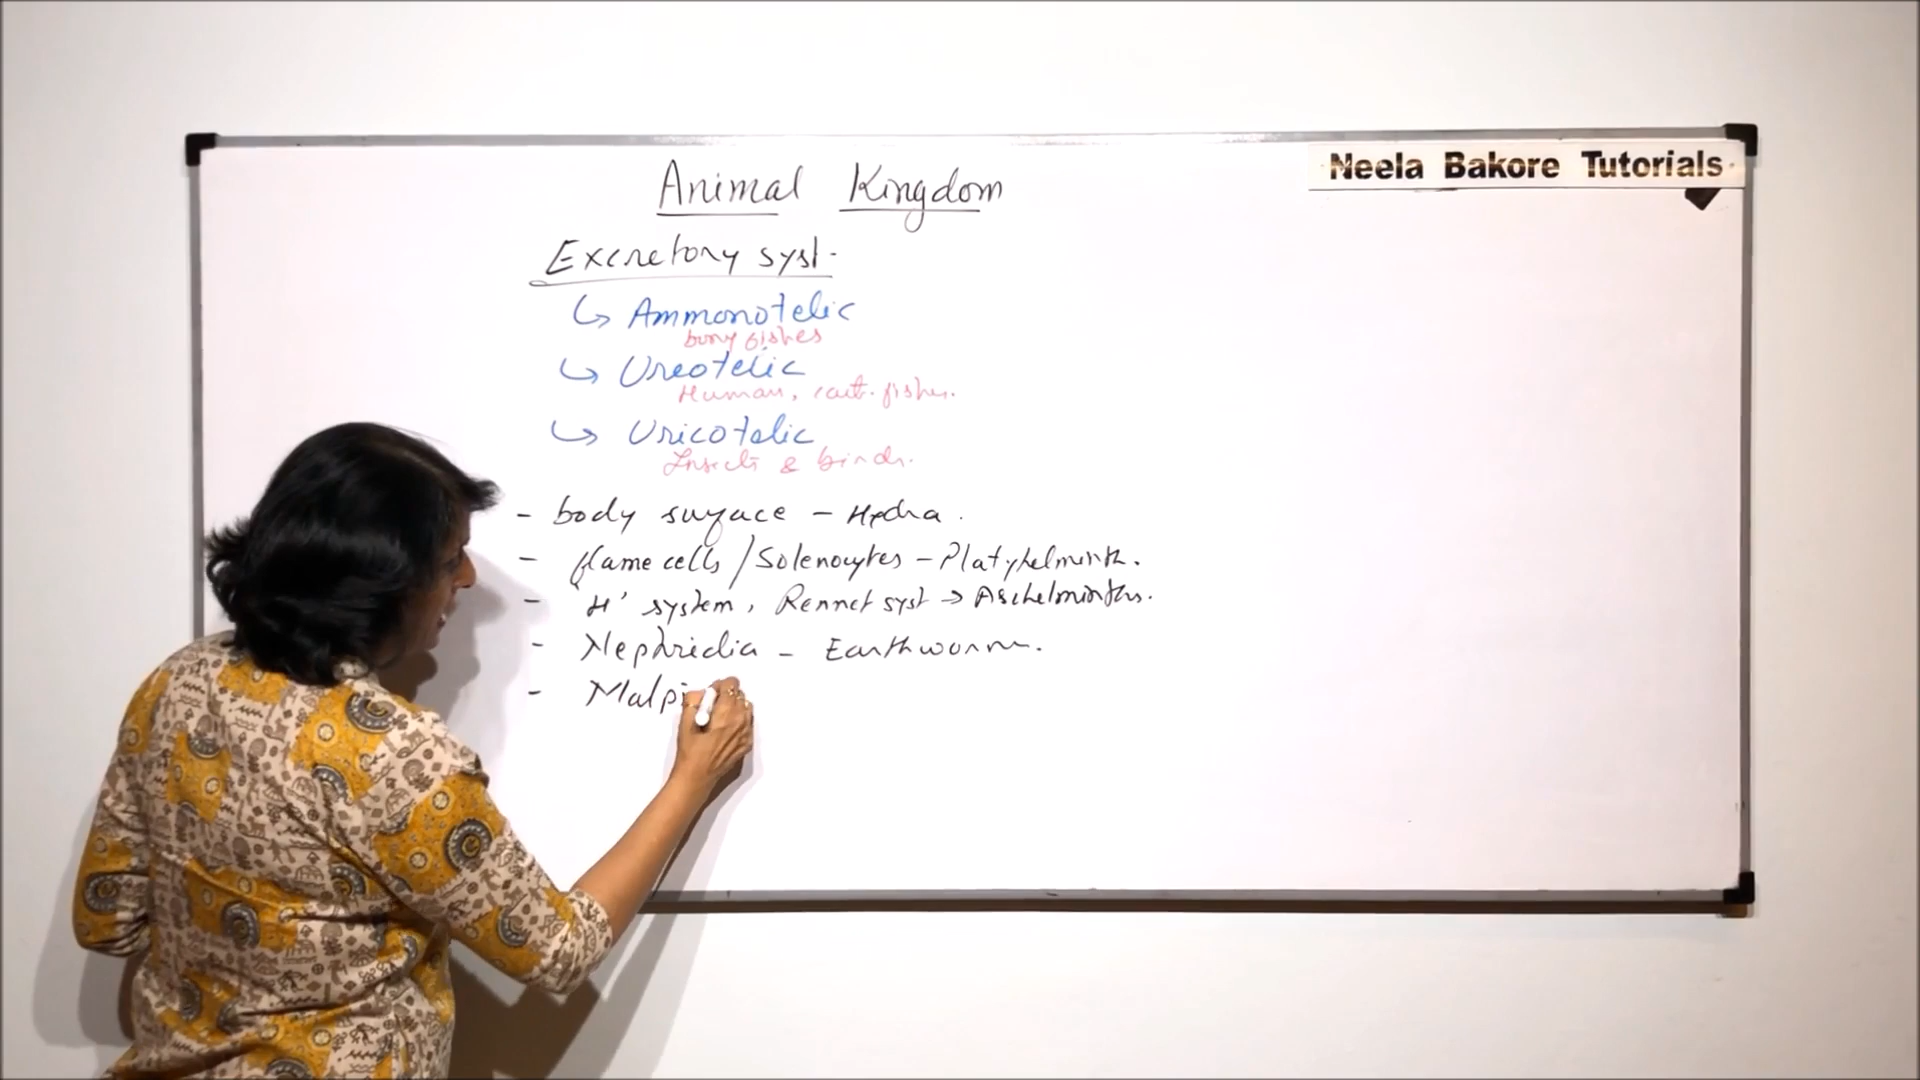 Neela Bakore Tutorials
Animal Kingdom
Excretory syst.
↳ Ammonotelic
bony fishes
↳ Ureotelic
Human, cart. fishes.
↳ Uricotelic
Insects & birds.
- body surface - Hydra.
- flame cells / Solenocytes - Platyhelminth.
- 'H' system, Rennet syst → Aschelminthes.
- Nephridia - Earthworm.
- Malpi